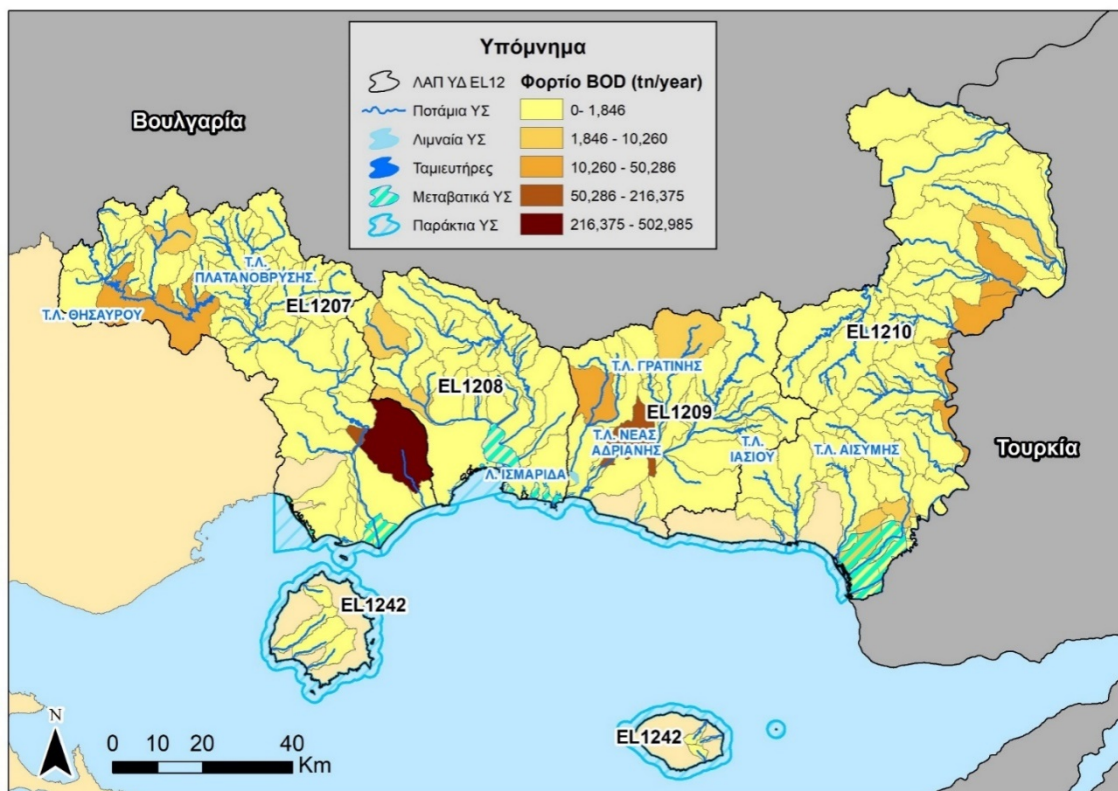 Υπόμνημα
ΛΑΠ ΥΔ EL12
Ποτάμια ΥΣ
Λιμναία ΥΣ
Ταμιευτήρες
Μεταβατικά ΥΣ
Παράκτια ΥΣ
Φορτίο BOD (tn/year)
0- 1,846
1,846 - 10,260
10,260 - 50,286
50,286 - 216,375
216,375 - 502,985
Βουλγαρία
Τ.Λ.
ΠΛΑΤΑΝΟΒΡΥΣΗΣ.
EL1207
Τ.Λ. ΘΗΣΑΥΡΟΥ
EL1208
Τ.Λ. ΓΡΑΤΙΝΗΣ
EL1209
EL1210
Τ.Λ. ΝΕΑΣ
ΑΔΡΙΑΝΗΣ
Τ.Λ.
ΙΑΣΙΟΥ
Τ.Λ. ΑΙΣΥΜΗΣ
Τουρκία
Λ. ΙΣΜΑΡΙΔΑ
EL1242
EL1242
N
0 10 20 40
Km